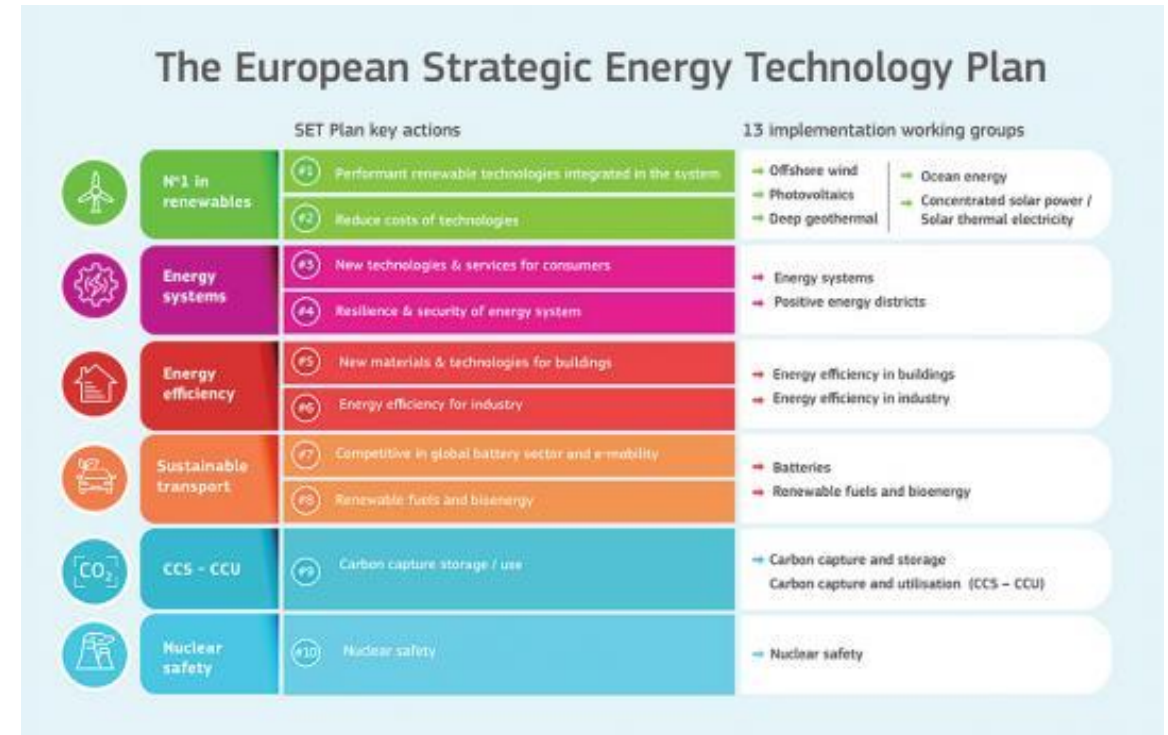 The European Strategic Energy Technology Plan
SET Plan key actions
13 implementation working groups
Nº1 in
renewables
#1 Performant renewable technologies integrated in the system
#2 Reduce costs of technologies
Offshore wind
Photovoltaics
Deep geothermal
Ocean energy
Concentrated solar power /
Solar thermal electricity
Energy
systems
#3 New technologies & services for consumers
#4 Resilience & security of energy system
Energy systems
Positive energy districts
Energy
efficiency
#5 New materials & technologies for buildings
#6 Energy efficiency for industry
Energy efficiency in buildings
Energy efficiency in industry
Sustainable
transport
#7 Competitive in global battery sector and e-mobility
#8 Renewable fuels and bioenergy
Batteries
Renewable fuels and bioenergy
CO₂
CCS - CCU
#9 Carbon capture storage / use
Carbon capture and storage
Carbon capture and utilisation (CCS – CCU)
Nuclear
safety
#10 Nuclear safety
Nuclear safety